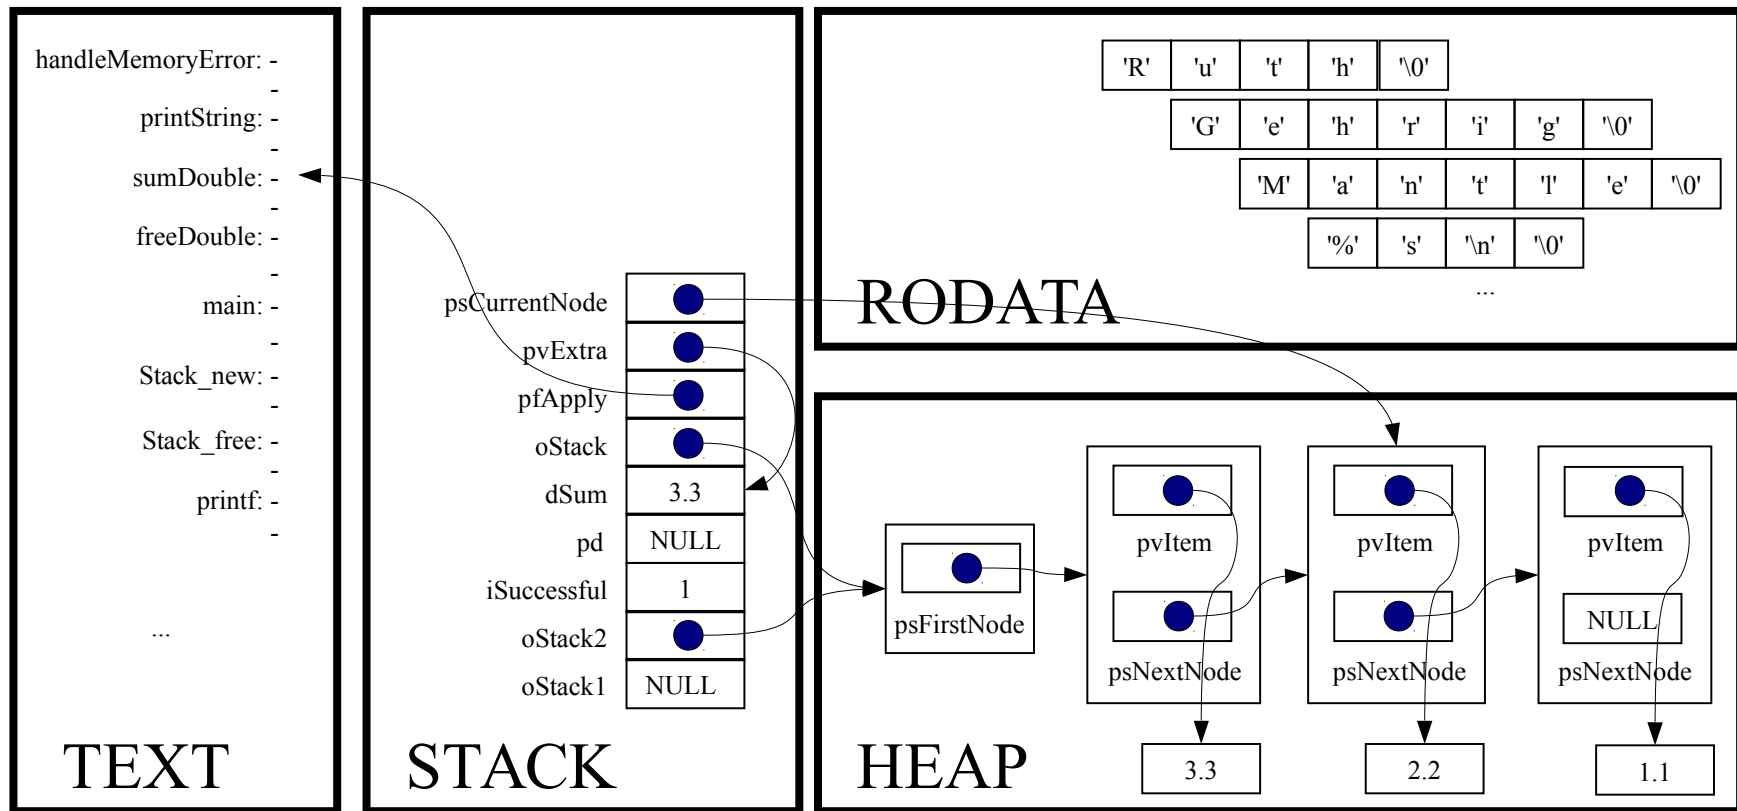 handleMemoryError: -
-
printString: -
-
sumDouble: -
-
freeDouble: -
-
main: -
-
Stack_new: -
-
Stack_free: -
-
printf: -
-
...
TEXT
psCurrentNode
pvExtra
pfApply
oStack
dSum 3.3
pd NULL
iSuccessful 1
oStack2
oStack1 NULL
STACK
'R' 'u' 't' 'h' '\0'
'G' 'e' 'h' 'r' 'i' 'g' '\0'
'M' 'a' 'n' 't' 'l' 'e' '\0'
'%' 's' '\n' '\0'
...
RODATA
pvItem pvItem pvItem
psFirstNode
NULL
psNextNode psNextNode psNextNode
3.3 2.2 1.1
HEAP